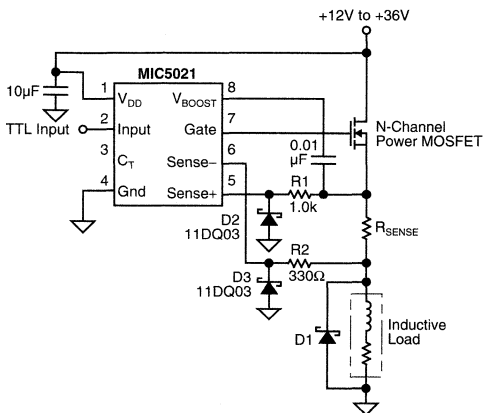 +12V to +36V
MIC5021
10µF
1
VDD
VBOOST
8
TTL Input
2
Input
Gate
7
N-Channel
Power MOSFET
3
CT
Sense−
6
0.01
µF
4
Gnd
Sense+
5
R1
1.0k
D2
11DQ03
RSENSE
R2
330Ω
D3
11DQ03
D1
Inductive
Load